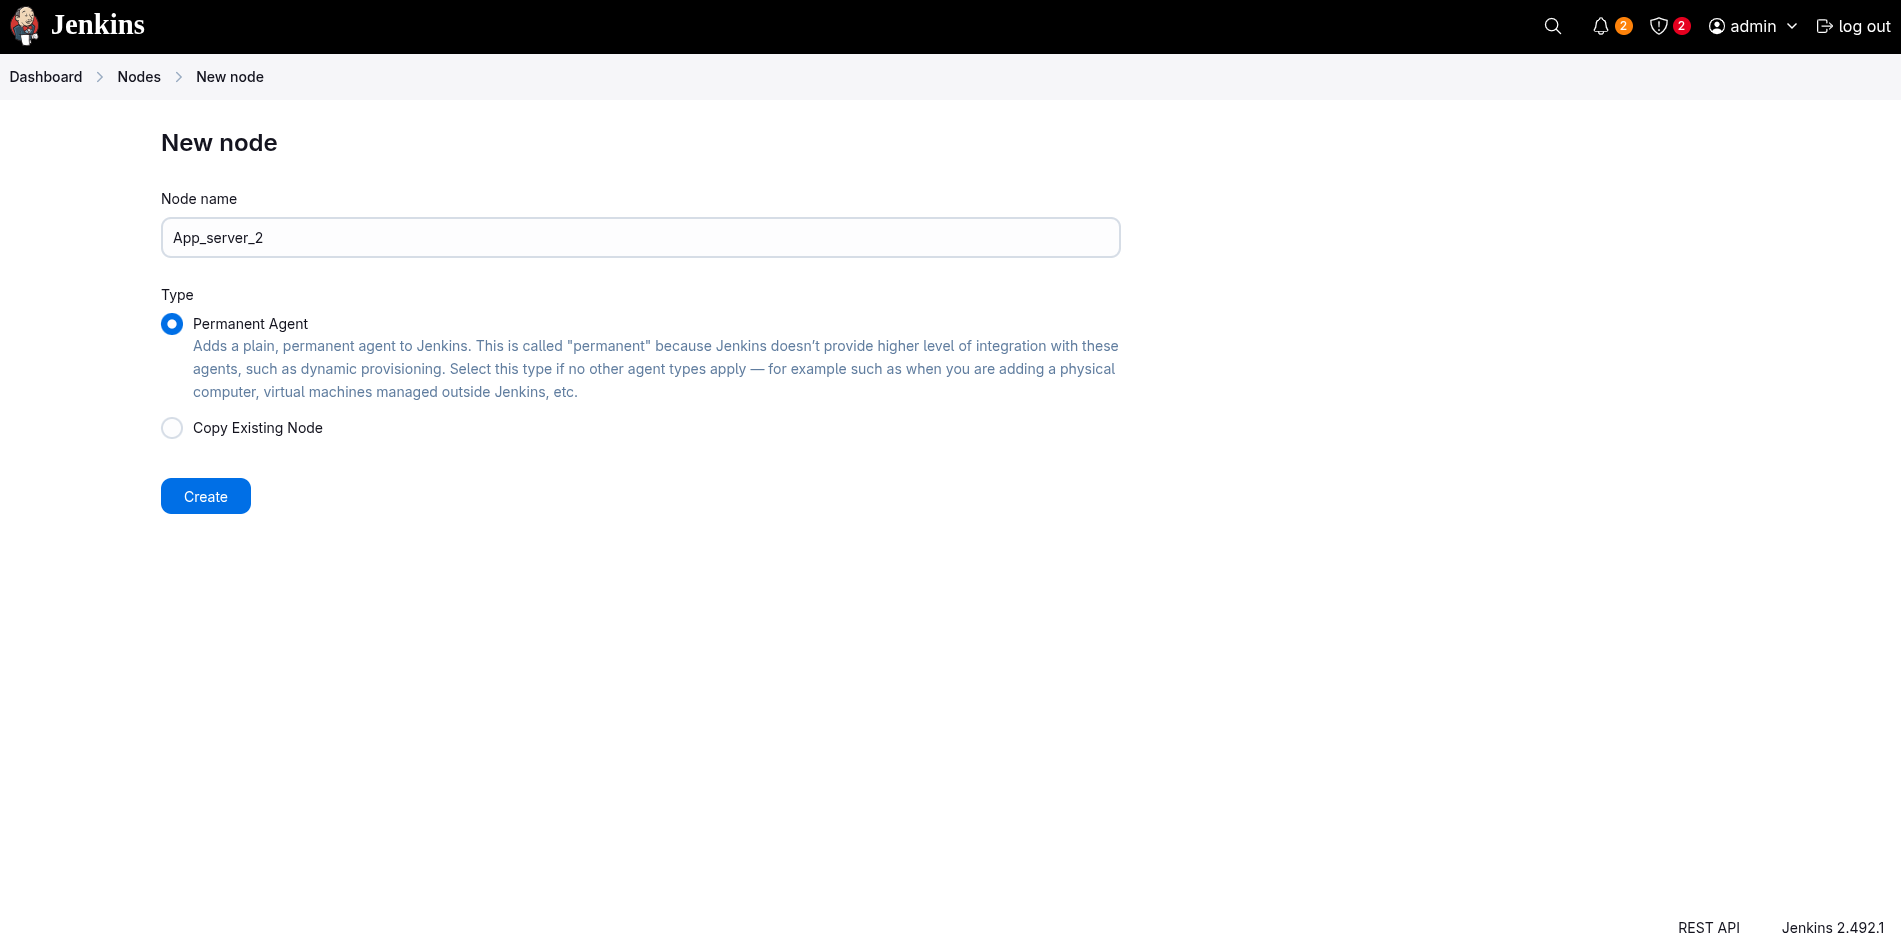 Jenkins
2
2
admin
log out
Dashboard
Nodes
New node
New node
Node name
App_server_2
Type
Permanent Agent
Adds a plain, permanent agent to Jenkins. This is called "permanent" because Jenkins doesn't provide higher level of integration with these
agents, such as dynamic provisioning. Select this type if no other agent types apply — for example such as when you are adding a physical
computer, virtual machines managed outside Jenkins, etc.
Copy Existing Node
Create
REST API
Jenkins 2.492.1